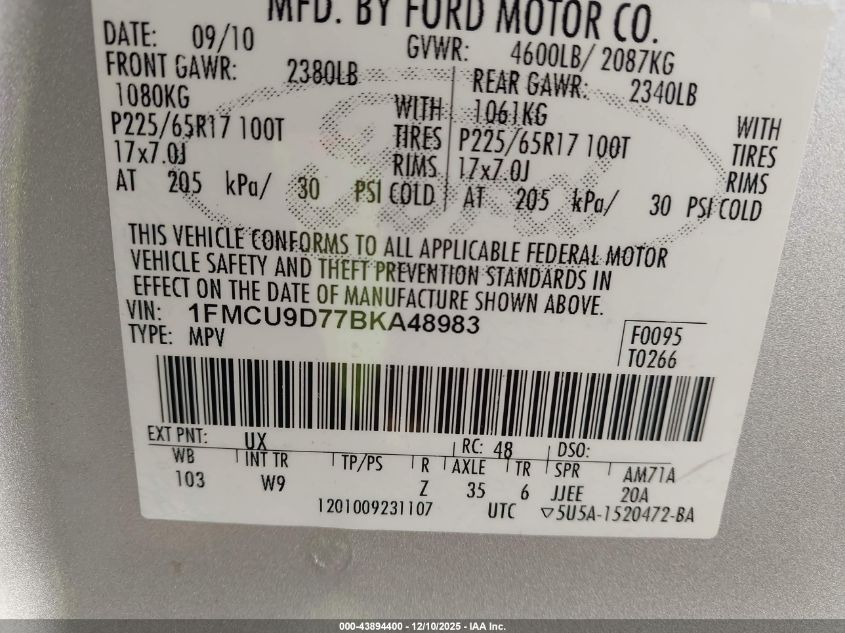 MFD. BY FORD MOTOR CO.
DATE: 09/10 GVWR: 4600LB/ 2087KG
FRONT GAWR: 2380LB REAR GAWR: 2340LB
1080KG WITH 1061KG WITH
P225/65R17 100T TIRES P225/65R17 100T TIRES
17x7.0J RIMS 17x7.0J RIMS
AT 205 kPa/ 30 PSI COLD AT 205 kPa/ 30 PSI COLD
THIS VEHICLE CONFORMS TO ALL APPLICABLE FEDERAL MOTOR
VEHICLE SAFETY AND THEFT PREVENTION STANDARDS IN
EFFECT ON THE DATE OF MANUFACTURE SHOWN ABOVE.
VIN: 1FMCU9D77BKA48983
TYPE: MPV F0095
T0266
EXT PNT: UX RC: 48 DSO:
WB INT TR TP/PS R AXLE TR SPR AM71A
103 W9 Z 35 6 JJEE 20A
1201009231107 UTC ▽5U5A-1520472-BA
000-43894400 - 12/10/2025 - IAA Inc.